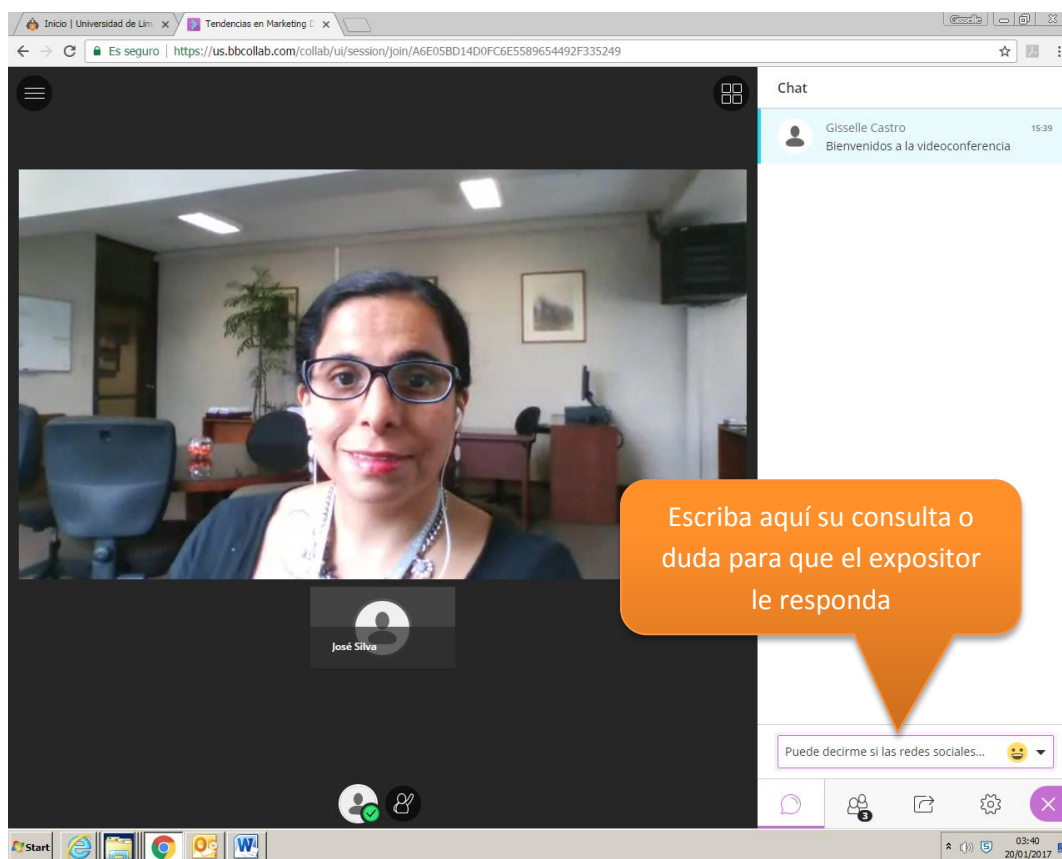 Inicio | Universidad de Lim
Tendencias en Marketing D
Es seguro | https://us.bbcollab.com/collab/ui/session/join/A6E05BD14D0FC6E5589654492F335249
Chat
Gisselle Castro
15:39
Bienvenidos a la videoconferencia
Escriba aquí su consulta o
duda para que el expositor
le responda
José Silva
Puede decirme si las redes sociales...
3
Start
03:40
20/01/2017